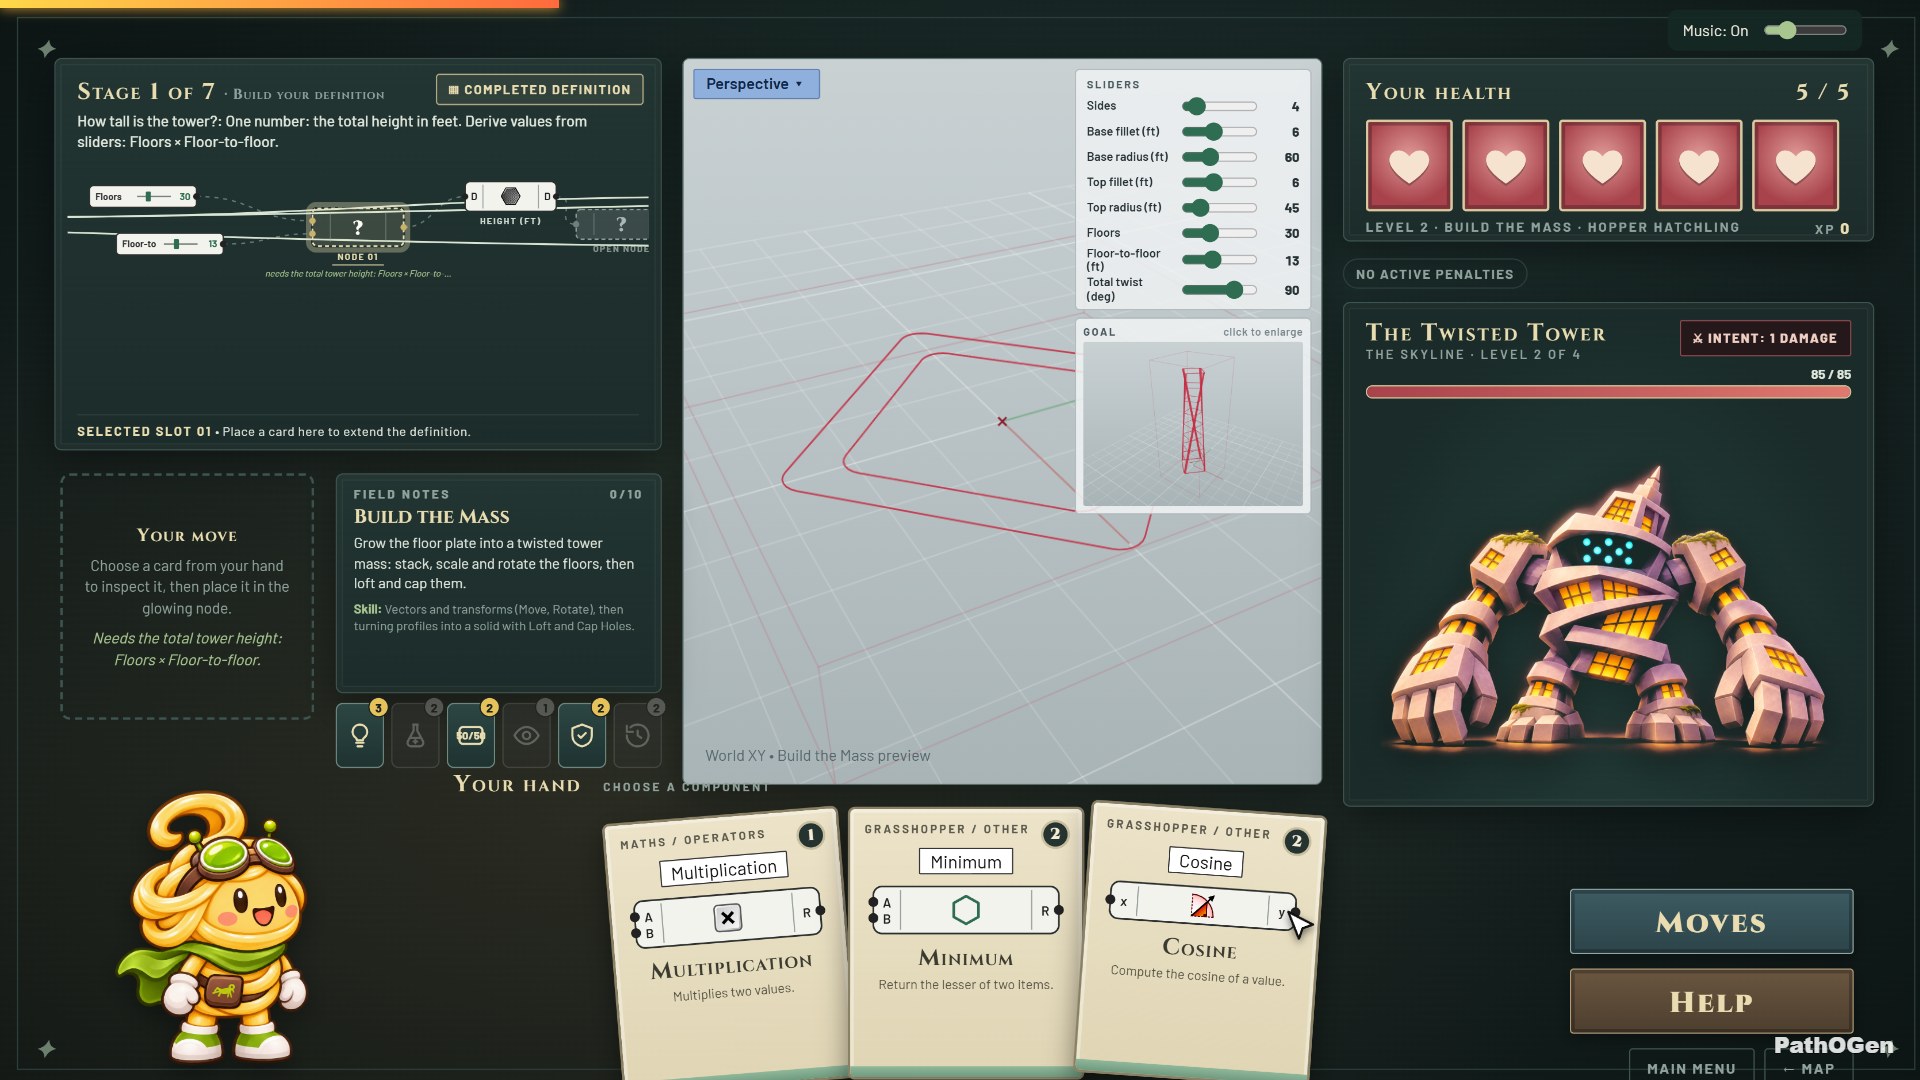 Music: On
Stage 1 of 7 · Build your definition
COMPLETED DEFINITION
How tall is the tower?: One number: the total height in feet. Derive values from
sliders: Floors × Floor-to-floor.
Floors 30
Floor-to 13
?
NODE 01
needs the total tower height: Floors × Floor-to-...
D D
HEIGHT (FT)
?
OPEN NODE
SELECTED SLOT 01 • Place a card here to extend the definition.
Your move
Choose a card from your hand
to inspect it, then place it in the
glowing node.
Needs the total tower height:
Floors × Floor-to-floor.
FIELD NOTES 0/10
Build the Mass
Grow the floor plate into a twisted tower
mass: stack, scale and rotate the floors, then
loft and cap them.
Skill: Vectors and transforms (Move, Rotate), then
turning profiles into a solid with Loft and Cap Holes.
3 2 2 1 2 2
50/50
Perspective
SLIDERS
Sides 4
Base fillet (ft) 6
Base radius (ft) 60
Top fillet (ft) 6
Top radius (ft) 45
Floors 30
Floor-to-floor (ft) 13
Total twist (deg) 90
GOAL click to enlarge
World XY • Build the Mass preview
Your health 5 / 5
LEVEL 2 · BUILD THE MASS · HOPPER HATCHLING XP 0
NO ACTIVE PENALTIES
The Twisted Tower
THE SKYLINE · LEVEL 2 OF 4
INTENT: 1 DAMAGE
85 / 85
Your hand CHOOSE A COMPONENT
MATHS / OPERATORS 1
Multiplication
A B R
Multiplication
Multiplies two values.
GRASSHOPPER / OTHER 2
Minimum
A B R
Minimum
Return the lesser of two items.
GRASSHOPPER / OTHER 2
Cosine
x y
Cosine
Compute the cosine of a value.
Moves
Help
PathOGen
MAIN MENU
← MAP